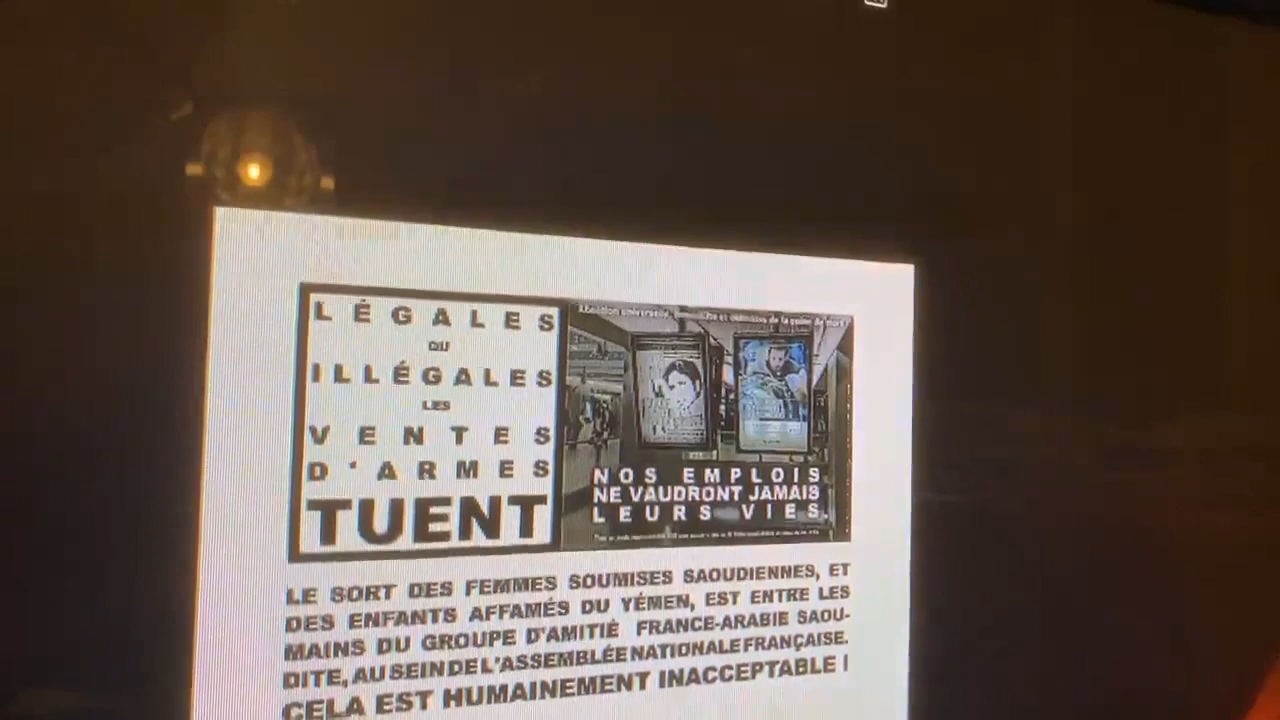 LÉGALES
OU
ILLÉGALES
LES
VENTES
D'ARMES
TUENT
NOS EMPLOIS
NE VAUDRONT JAMAIS
LEURS VIES.
LE SORT DES FEMMES SOUMISES SAOUDIENNES, ET
DES ENFANTS AFFAMÉS DU YÉMEN, EST ENTRE LES
MAINS DU GROUPE D'AMITIÉ FRANCE-ARABIE SAOU-
DITE, AU SEIN DE L'ASSEMBLÉE NATIONALE FRANÇAISE.
CELA EST HUMAINEMENT INACCEPTABLE !